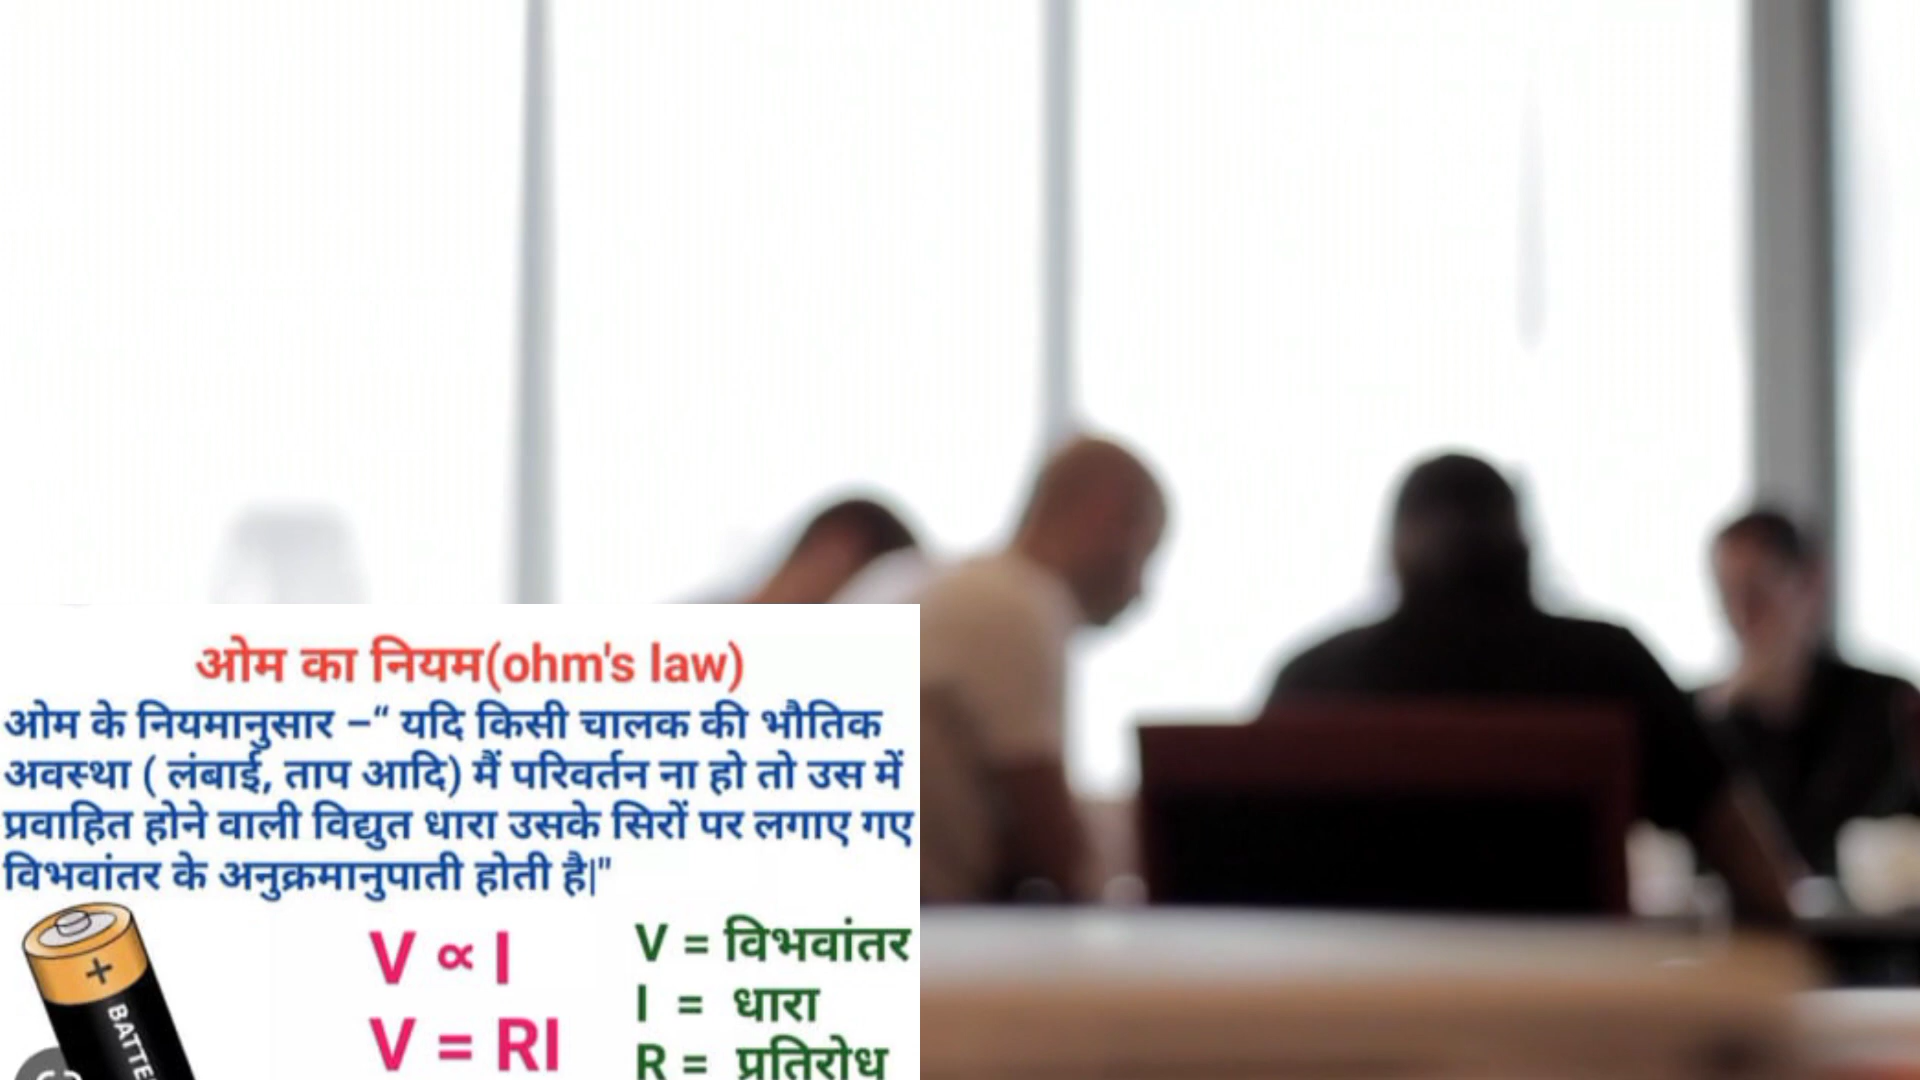 ओम का नियम(ohm's law)
ओम के नियमानुसार –“ यदि किसी चालक की भौतिक
अवस्था ( लंबाई, ताप आदि) मैं परिवर्तन ना हो तो उस में
प्रवाहित होने वाली विद्युत धारा उसके सिरों पर लगाए गए
विभवांतर के अनुक्रमानुपाती होती है|"
V ∝ I
V = RI
V = विभवांतर
I = धारा
R = प्रतिरोध